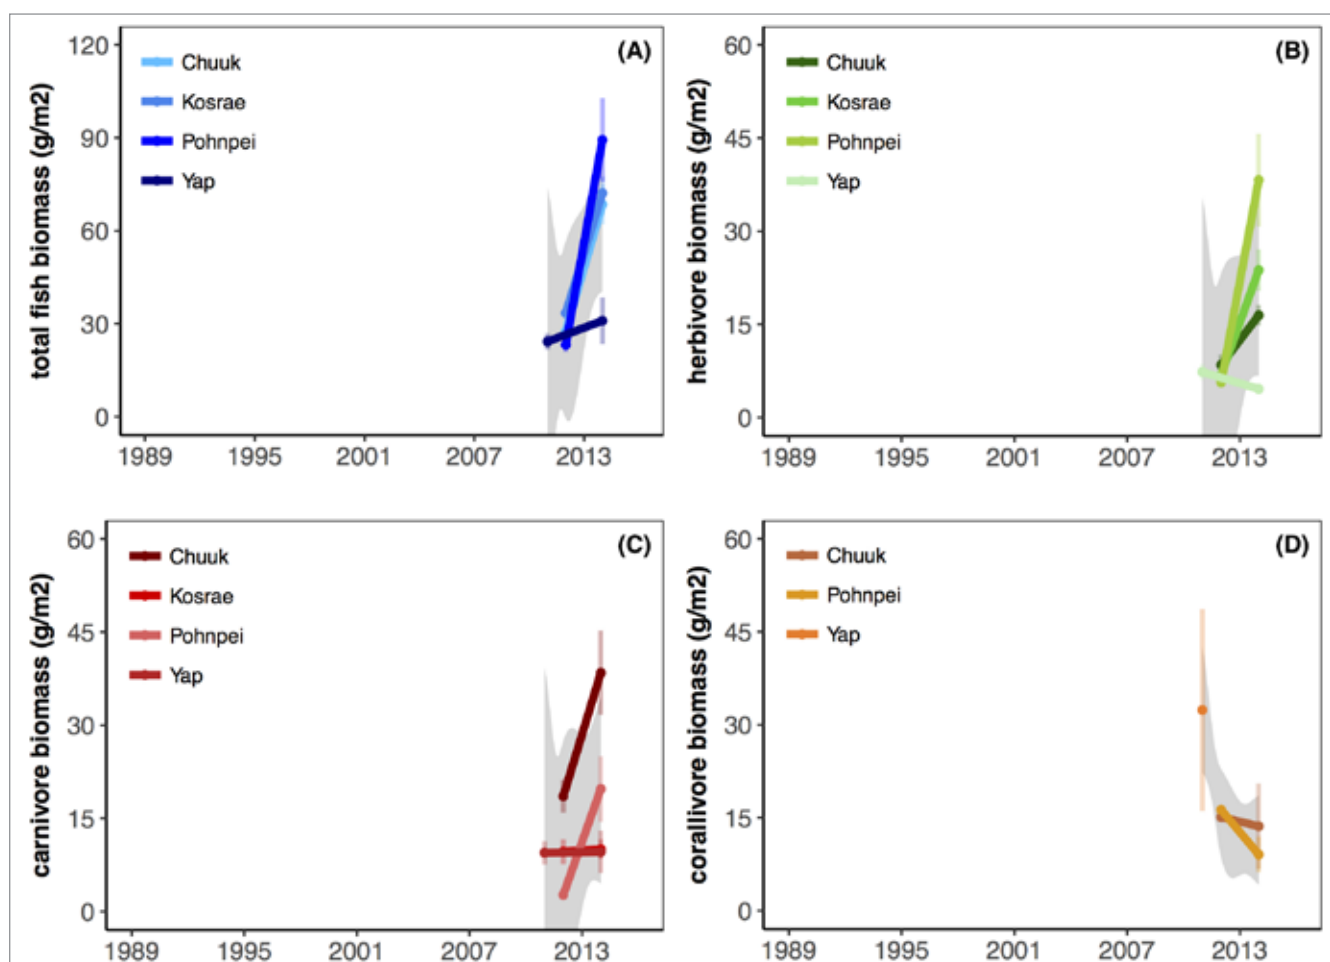 (A)
total fish biomass (g/m2)
120
90
60
30
0
Chuuk
Kosrae
Pohnpei
Yap
1989 1995 2001 2007 2013
(B)
herbivore biomass (g/m2)
60
45
30
15
0
Chuuk
Kosrae
Pohnpei
Yap
1989 1995 2001 2007 2013
(C)
carnivore biomass (g/m2)
60
45
30
15
0
Chuuk
Kosrae
Pohnpei
Yap
1989 1995 2001 2007 2013
(D)
corallivore biomass (g/m2)
60
45
30
15
0
Chuuk
Pohnpei
Yap
1989 1995 2001 2007 2013